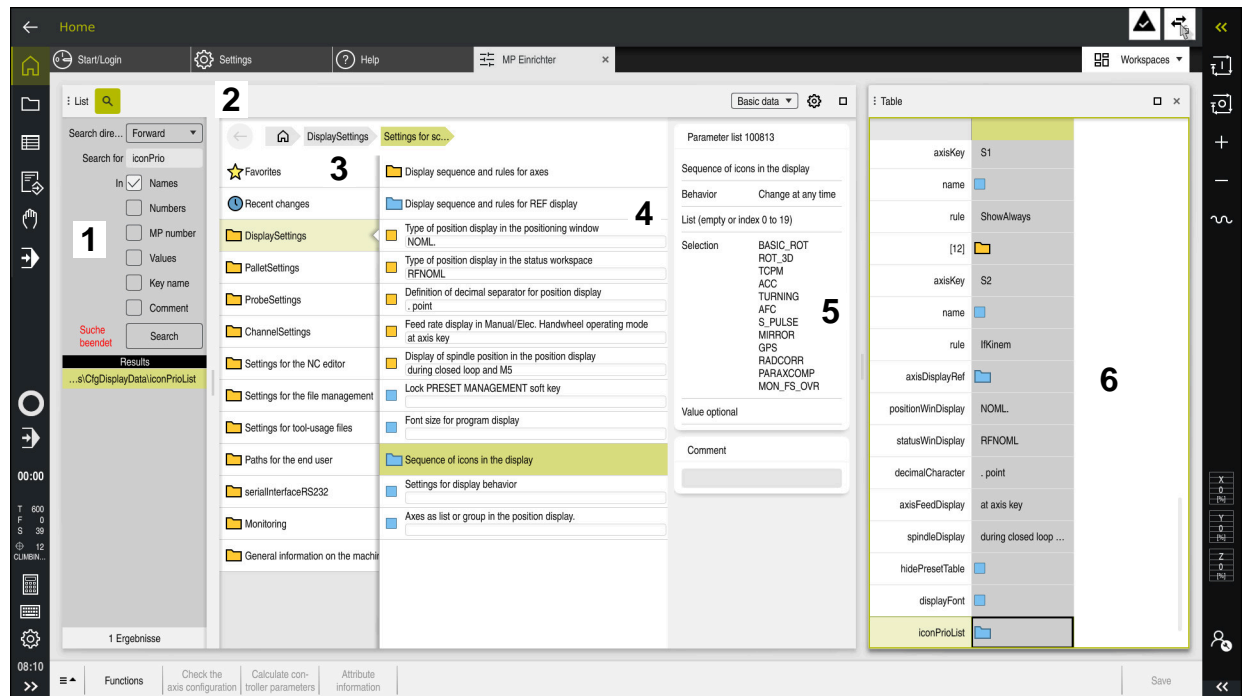 Home
Start/Login
Settings
Help
MP Einrichter
Workspaces
List
2
Basic data
Table
Search dire...
Forward
Search for
iconPrio
In
Names
Numbers
MP number
Values
Key name
Comment
1
Suche
beendet
Search
Results
...s\CfgDisplayData\iconPrioList
1 Ergebnisse
DisplaySettings
Settings for sc...
3
Favorites
Recent changes
DisplaySettings
PalletSettings
ProbeSettings
ChannelSettings
Settings for the NC editor
Settings for the file management
Settings for tool-usage files
Paths for the end user
serialInterfaceRS232
Monitoring
General information on the machin
Display sequence and rules for axes
Display sequence and rules for REF display
4
Type of position display in the positioning window
NOML.
Type of position display in the status workspace
RFNOML
Definition of decimal separator for position display
. point
Feed rate display in Manual/Elec. Handwheel operating mode
at axis key
Display of spindle position in the position display
during closed loop and M5
Lock PRESET MANAGEMENT soft key
Font size for program display
Sequence of icons in the display
Settings for display behavior
Axes as list or group in the position display.
Parameter list 100813
Sequence of icons in the display
Behavior
Change at any time
List (empty or index 0 to 19)
Selection
BASIC_ROT
ROT_3D
TCPM
ACC
TURNING
AFC
S_PULSE
MIRROR
GPS
RADCORR
PARAXCOMP
MON_FS_OVR
5
Value optional
Comment
axisKey
S1
name
rule
ShowAlways
[12]
axisKey
S2
name
rule
IfKinem
axisDisplayRef
6
positionWinDisplay
NOML.
statusWinDisplay
RFNOML
decimalCharacter
. point
axisFeedDisplay
at axis key
spindleDisplay
during closed loop ...
hidePresetTable
displayFont
iconPrioList
00:00
T 600
F 0
S 39
12
CLIMBIN...
08:10
X
0
[%]
Y
0
[%]
Z
0
[%]
Functions
Check the
axis configuration
Calculate con-
troller parameters
Attribute
information
Save